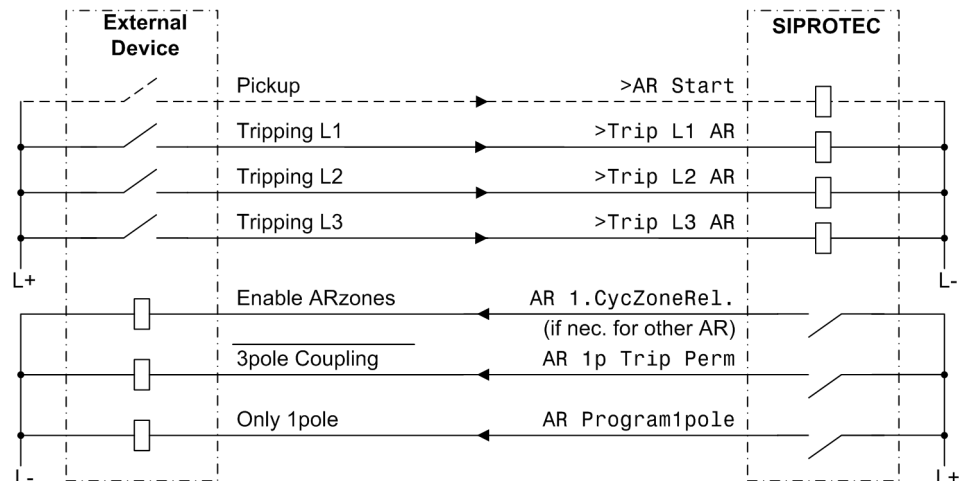 External
Device
SIPROTEC
Pickup >AR Start
Tripping L1 >Trip L1 AR
Tripping L2 >Trip L2 AR
Tripping L3 >Trip L3 AR
L+ L-
Enable ARzones AR 1.CycZoneRel.
(if nec. for other AR)
3pole Coupling AR 1p Trip Perm
Only 1pole AR Program1pole
L- L+